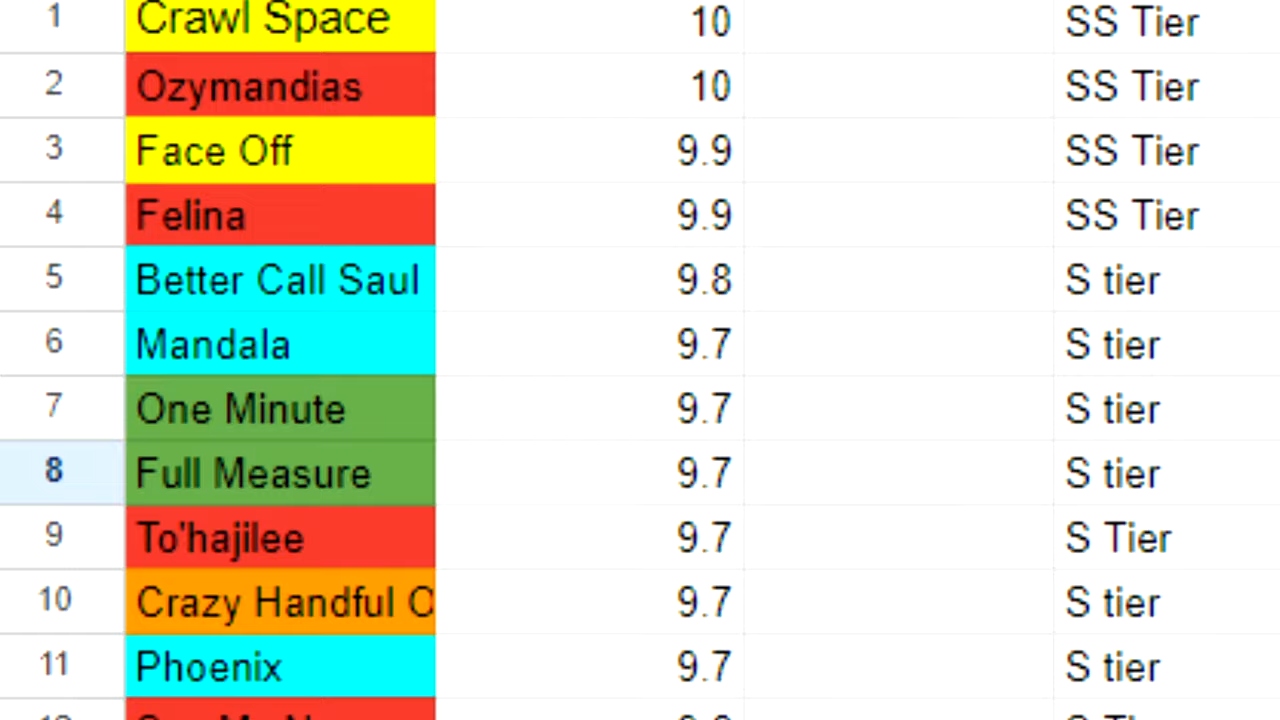 1 Crawl Space 10 SS Tier
2 Ozymandias 10 SS Tier
3 Face Off 9.9 SS Tier
4 Felina 9.9 SS Tier
5 Better Call Saul 9.8 S tier
6 Mandala 9.7 S tier
7 One Minute 9.7 S tier
8 Full Measure 9.7 S tier
9 To'hajilee 9.7 S Tier
10 Crazy Handful O 9.7 S tier
11 Phoenix 9.7 S tier